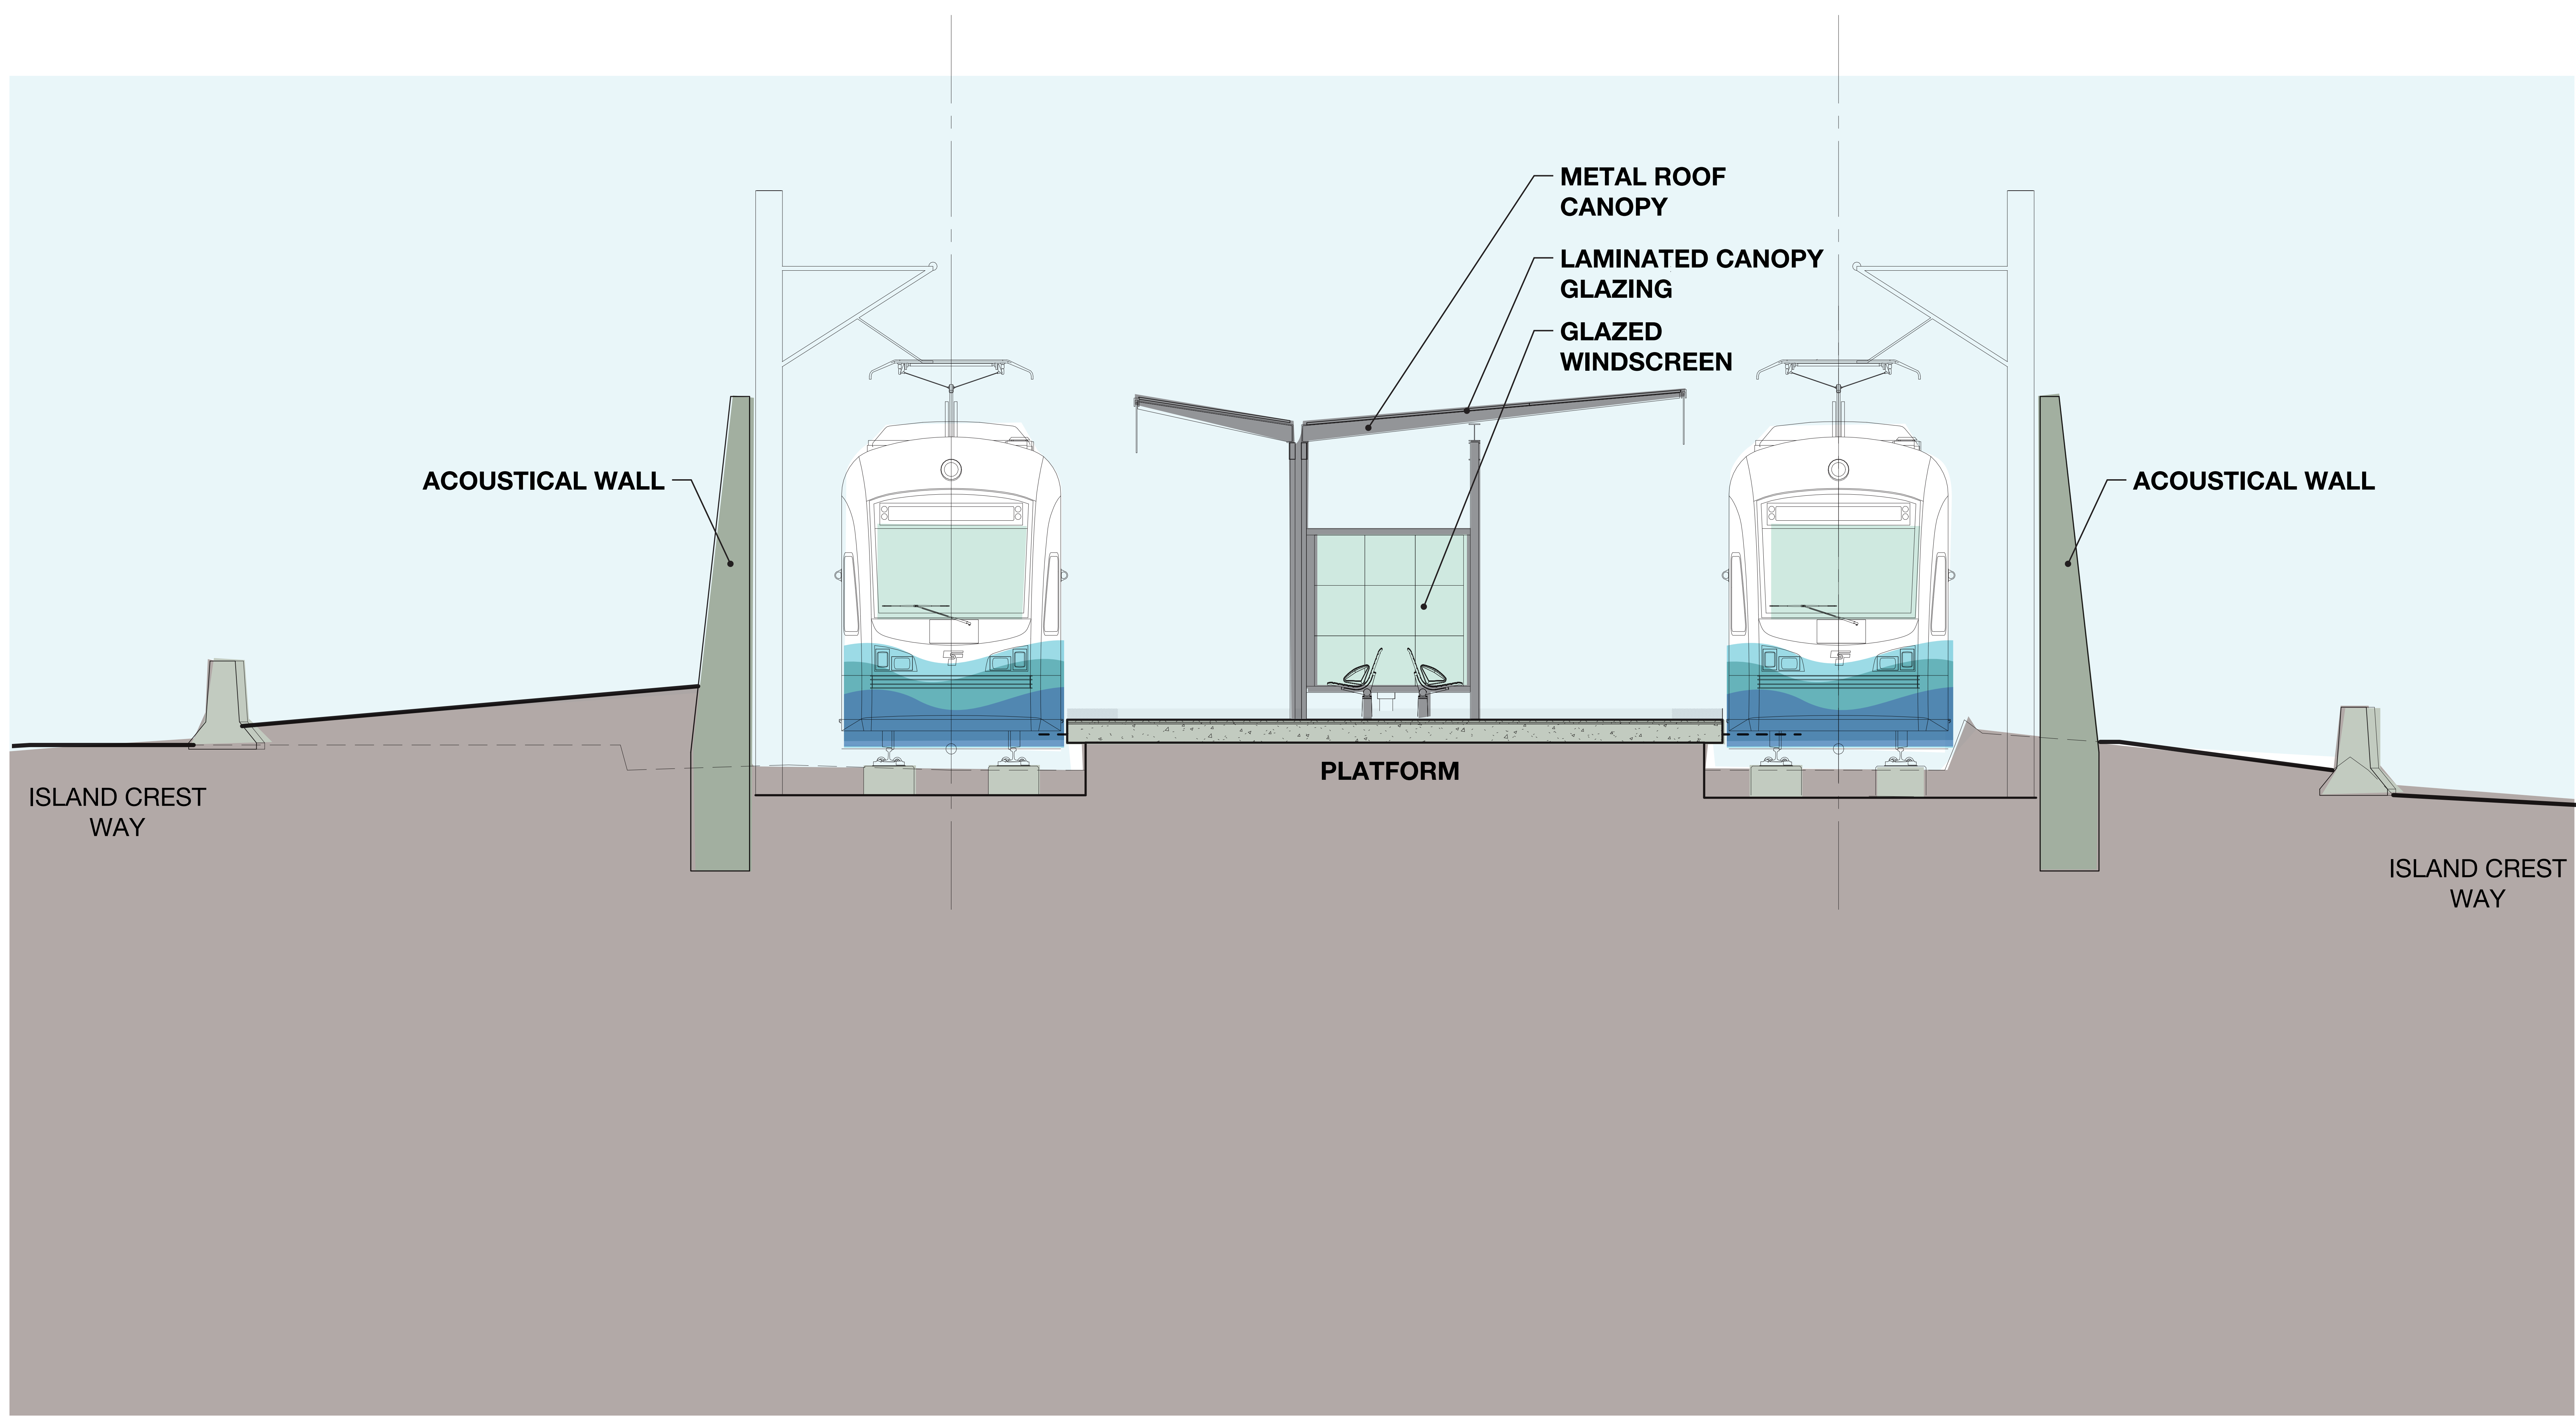 METAL ROOF
CANOPY
LAMINATED CANOPY
GLAZING
GLAZED
WINDSCREEN
ACOUSTICAL WALL
ACOUSTICAL WALL
PLATFORM
ISLAND CREST
WAY
ISLAND CREST
WAY